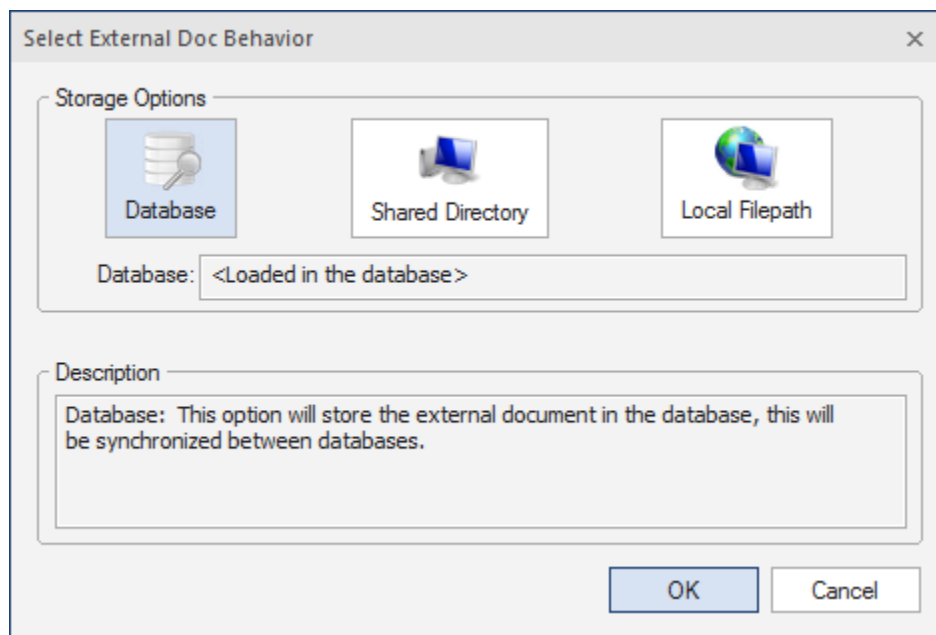 Select External Doc Behavior
Storage Options
Database
Shared Directory
Local Filepath
Database: <Loaded in the database>
Description
Database:  This option will store the external document in the database, this will
be synchronized between databases.
OK
Cancel